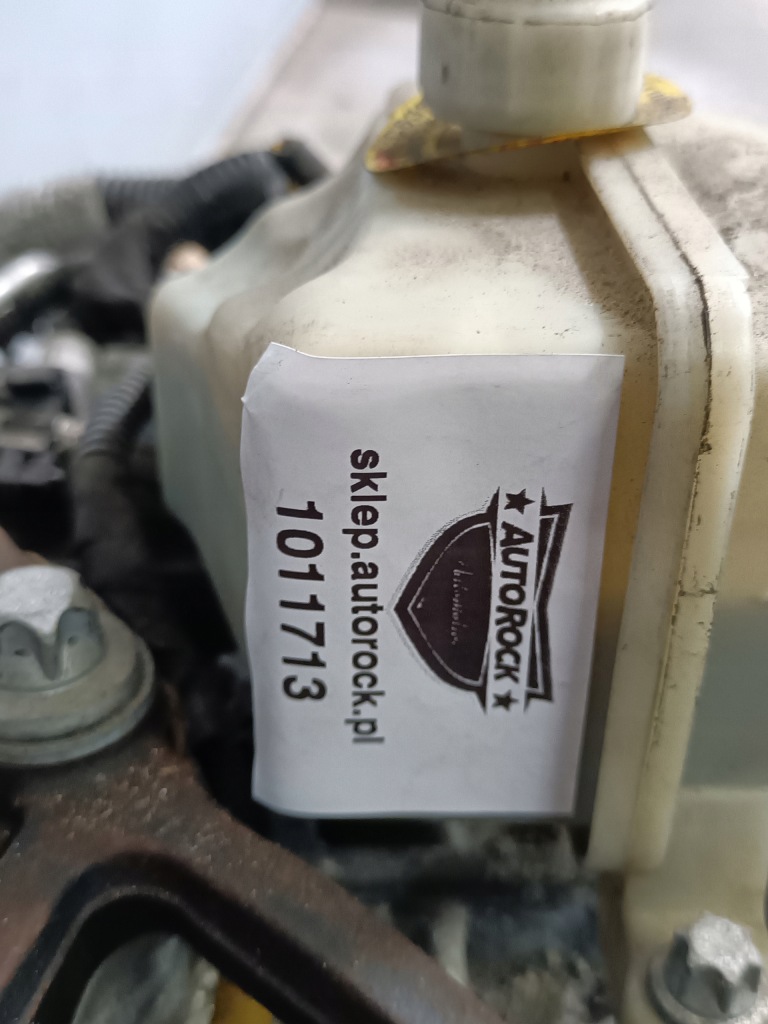 ★ AUTOROCK ★
sklep.autorock.pl
1011713